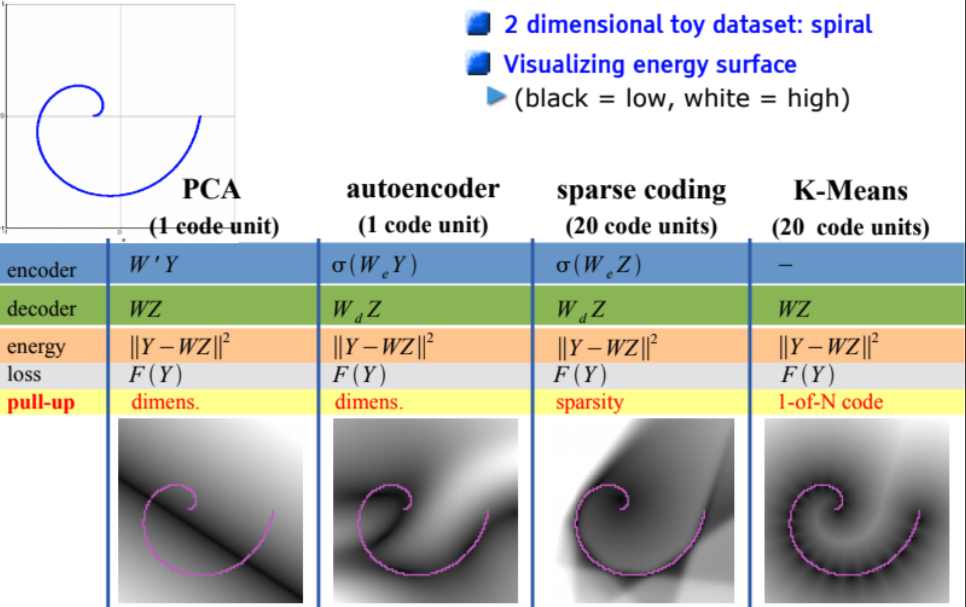 2 dimensional toy dataset: spiral
Visualizing energy surface
(black = low, white = high)
0
0
x
PCA autoencoder sparse coding K-Means
(1 code unit) (1 code unit) (20 code units) (20 code units)
encoder W'Y σ(W_e Y) σ(W_e Z) −
decoder WZ W_d Z W_d Z WZ
energy ‖Y−WZ‖² ‖Y−WZ‖² ‖Y−WZ‖² ‖Y−WZ‖²
loss F(Y) F(Y) F(Y) F(Y)
pull-up dimens. dimens. sparsity 1-of-N code